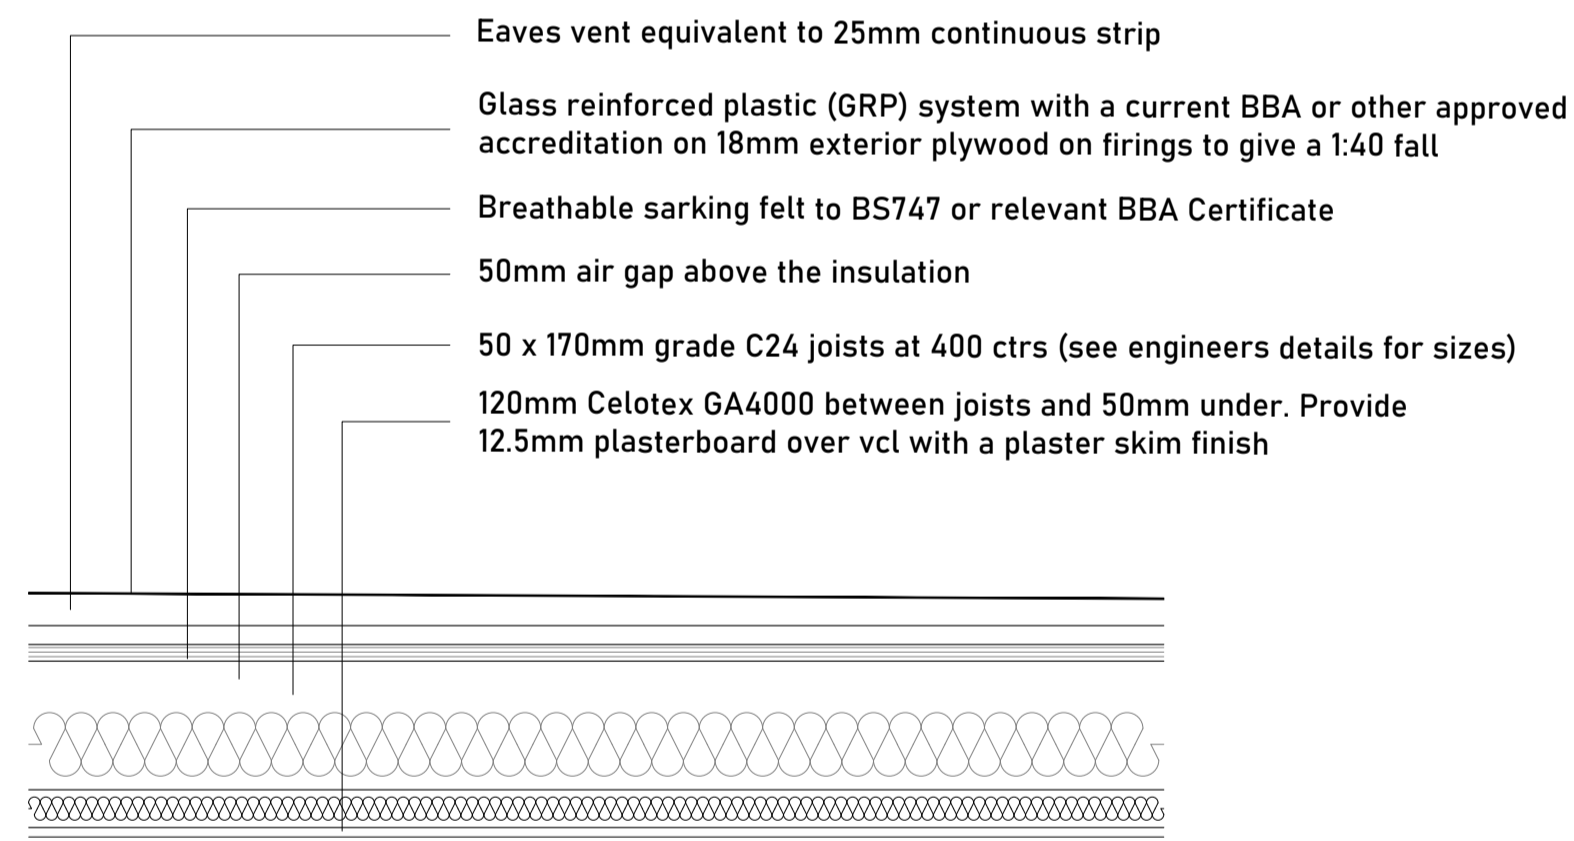 Eaves vent equivalent to 25mm continuous strip
Glass reinforced plastic (GRP) system with a current BBA or other approved
accreditation on 18mm exterior plywood on firings to give a 1:40 fall
Breathable sarking felt to BS747 or relevant BBA Certificate
50mm air gap above the insulation
50 x 170mm grade C24 joists at 400 ctrs (see engineers details for sizes)
120mm Celotex GA4000 between joists and 50mm under. Provide
12.5mm plasterboard over vcl with a plaster skim finish